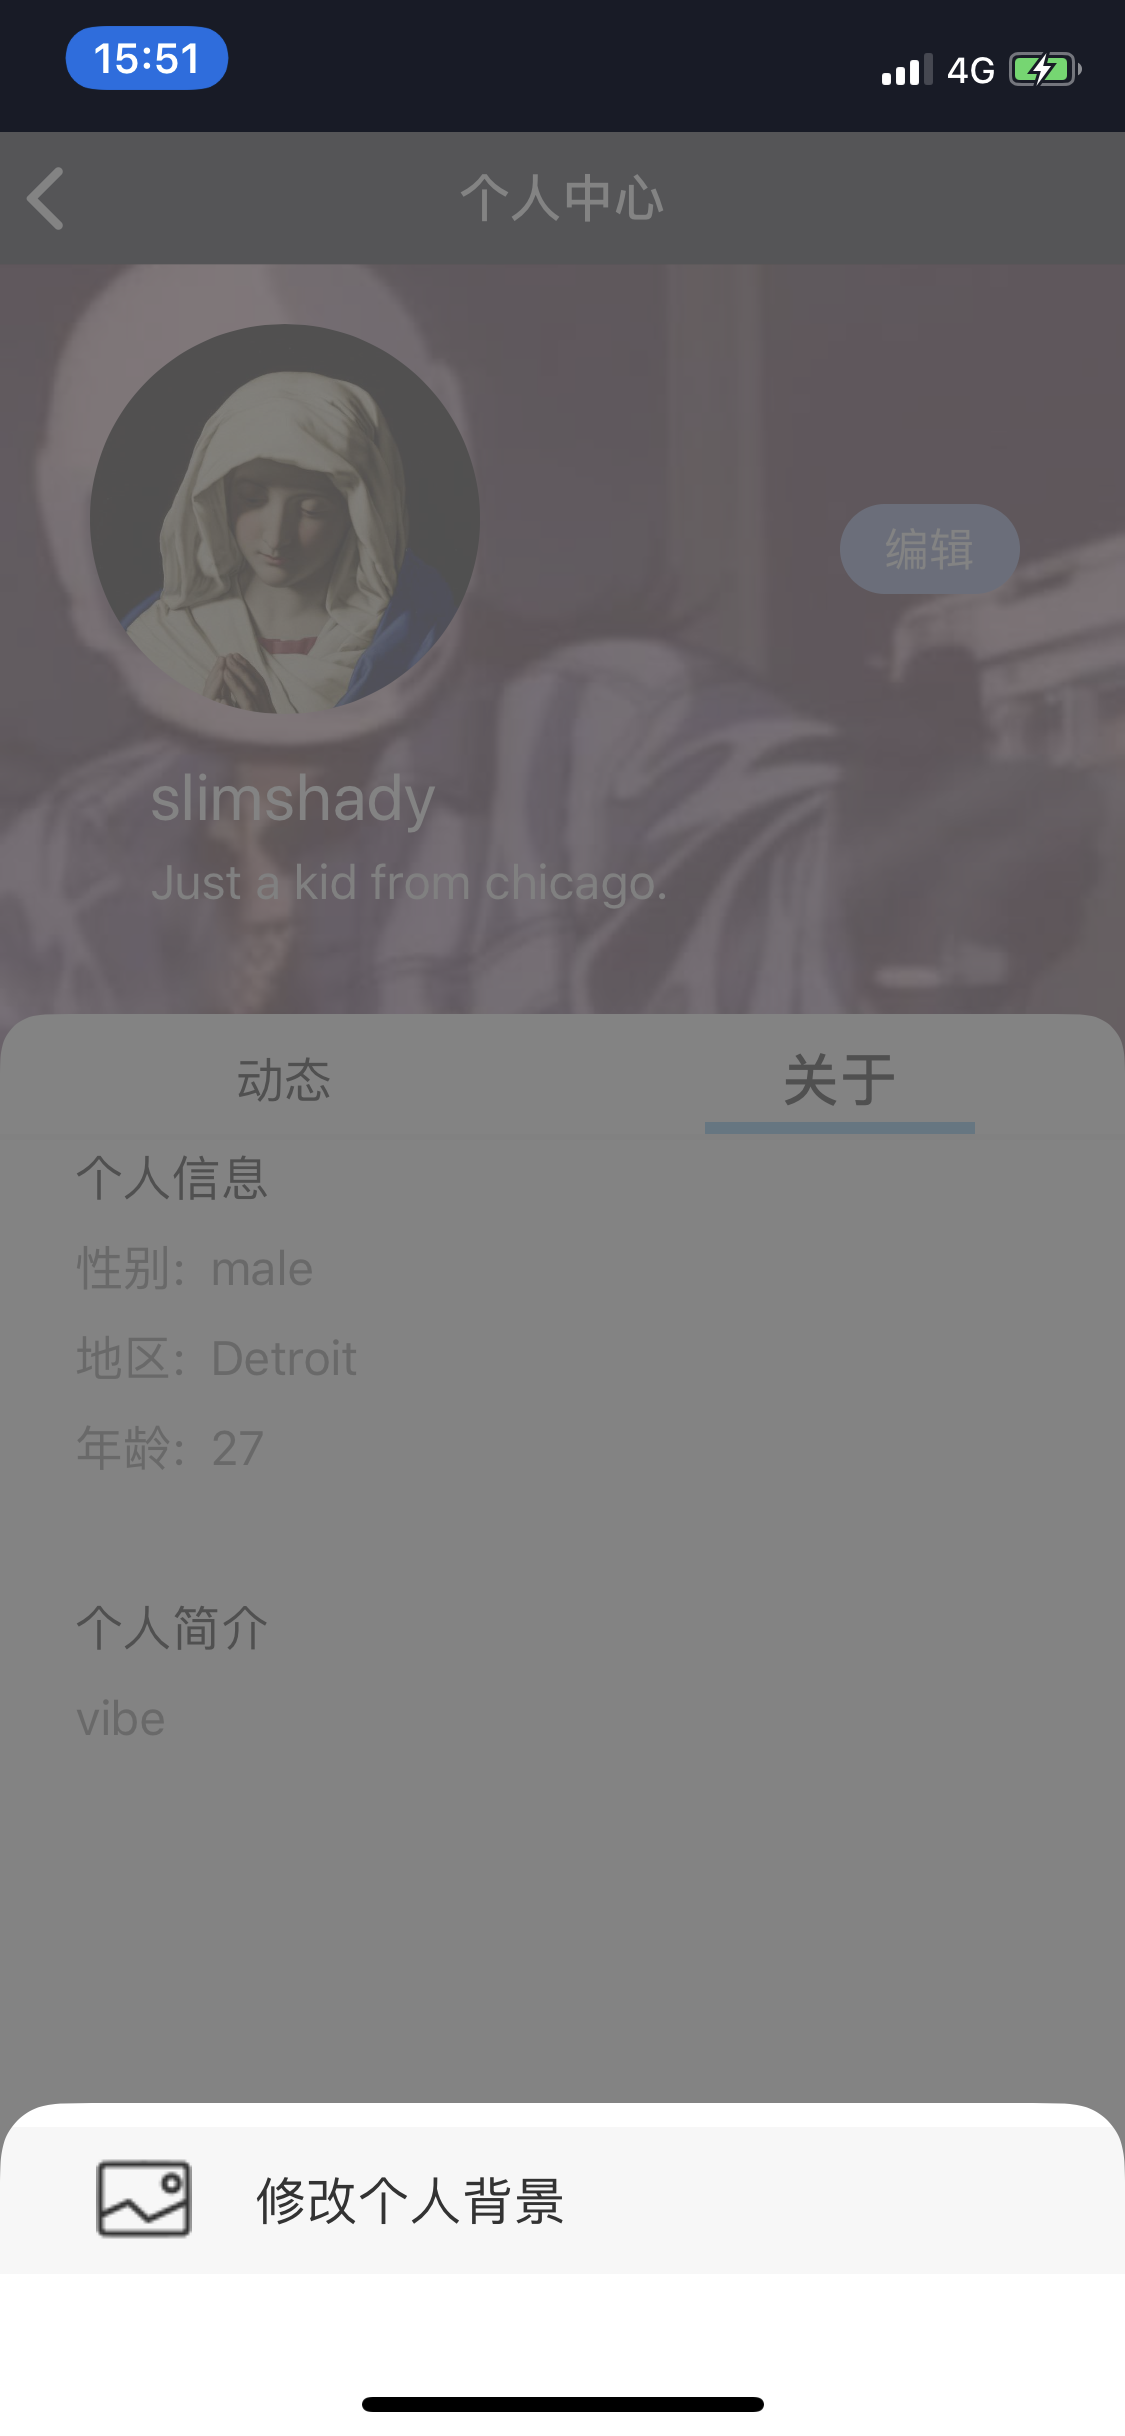 15:51
4G
个人中心
编辑
slimshady
Just a kid from chicago.
动态
关于
个人信息
性别: male
地区: Detroit
年龄: 27
个人简介
vibe
修改个人背景